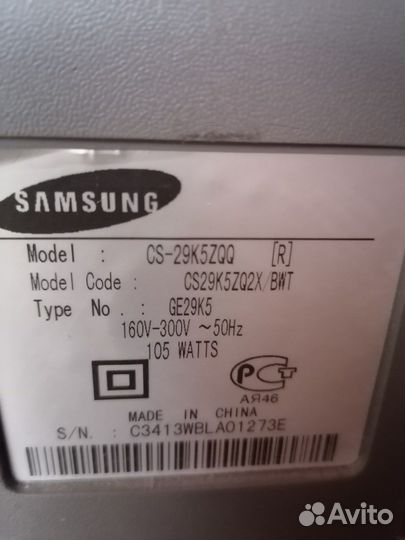 SAMSUNG
Model : CS-29K5ZQQ [R]
Model Code : CS29K5ZQ2X/BWT
Type No. : GE29K5
160V-300V ~50Hz
105 WATTS
РСТ
АЯ46
MADE IN CHINA
S/N. : C3413WBLA01273E
Avito